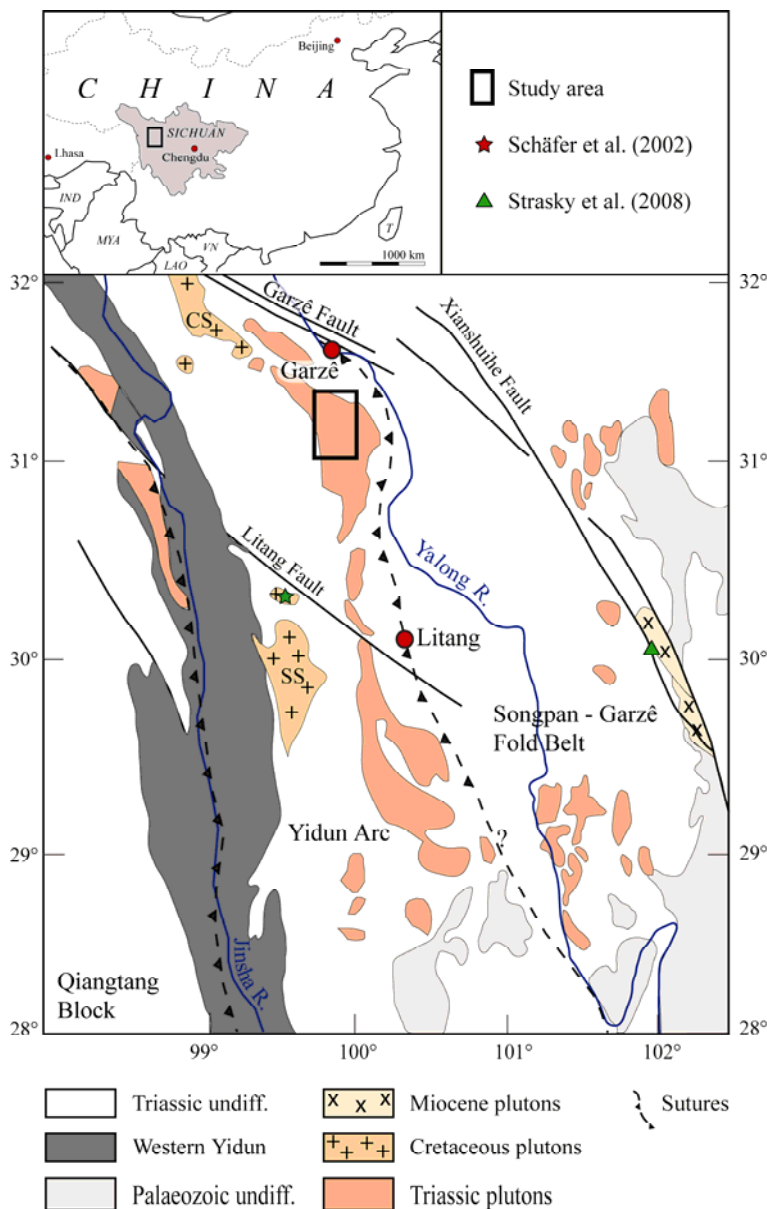 Beijing
C H I N A
SICHUAN
Chengdu
Lhasa
IND
MYA
VN
LAO
T
1000 km
Study area
Schäfer et al. (2002)
Strasky et al. (2008)
32°
32°
CS
Garzê Fault
Xianshuihe Fault
Garzê
31°
31°
Litang Fault
Yalong R.
Litang
30°
30°
SS
Songpan - Garzê
Fold Belt
Yidun Arc
?
29°
29°
Jinsha R.
Qiangtang
Block
28°
28°
99°
100°
101°
102°
Triassic undiff.
Miocene plutons
Sutures
Western Yidun
Cretaceous plutons
Palaeozoic undiff.
Triassic plutons